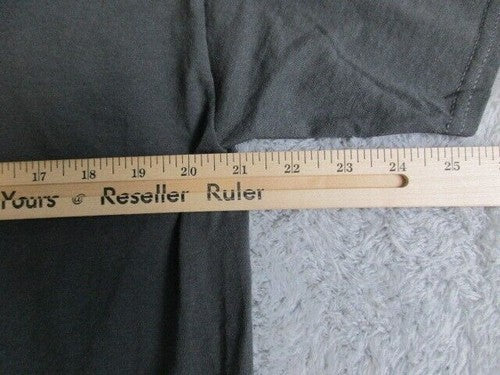 17 18 19 20 21 22 23 24 25
Yours @ Reseller Ruler